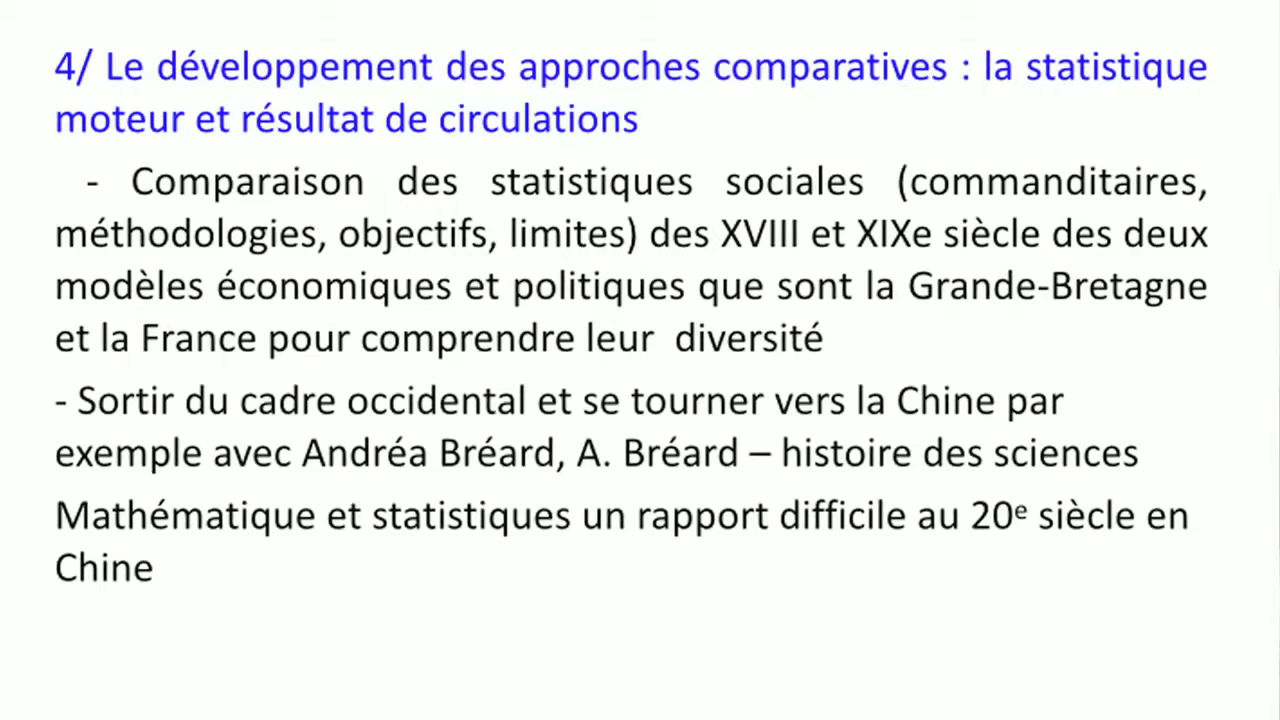 4/ Le développement des approches comparatives : la statistique
moteur et résultat de circulations
- Comparaison des statistiques sociales (commanditaires,
méthodologies, objectifs, limites) des XVIII et XIXe siècle des deux
modèles économiques et politiques que sont la Grande-Bretagne
et la France pour comprendre leur  diversité
- Sortir du cadre occidental et se tourner vers la Chine par
exemple avec Andréa Bréard, A. Bréard – histoire des sciences
Mathématique et statistiques un rapport difficile au 20ᵉ siècle en
Chine